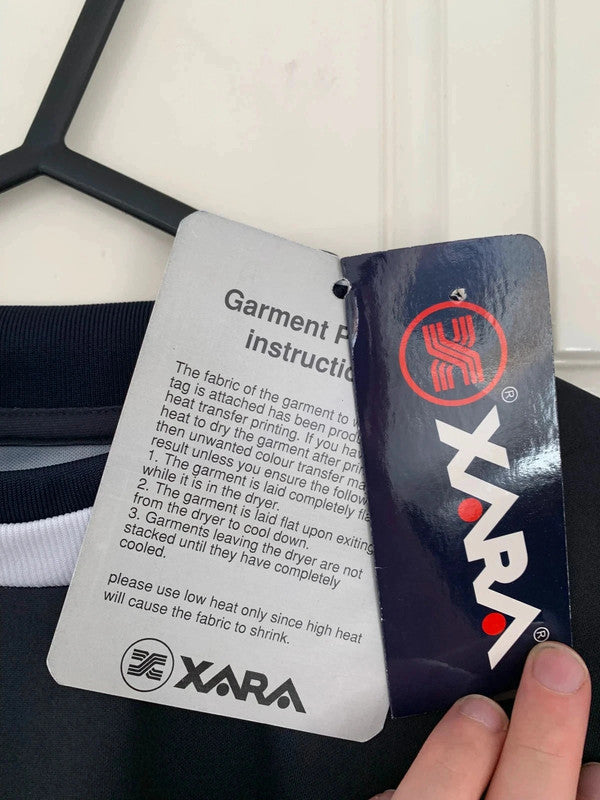 Garment P
instructio
The fabric of the garment to w
tag is attached has been produ
heat transfer printing. If you hav
heat to dry the garment after prin
then unwanted colour transfer ma
result unless you ensure the follow
1. The garment is laid completely fla
while it is in the dryer.
2. The garment is laid flat upon exiting
from the dryer to cool down.
3. Garments leaving the dryer are not
stacked until they have completely
cooled.
please use low heat only since high heat
will cause the fabric to shrink.
XARA
XARA®
®